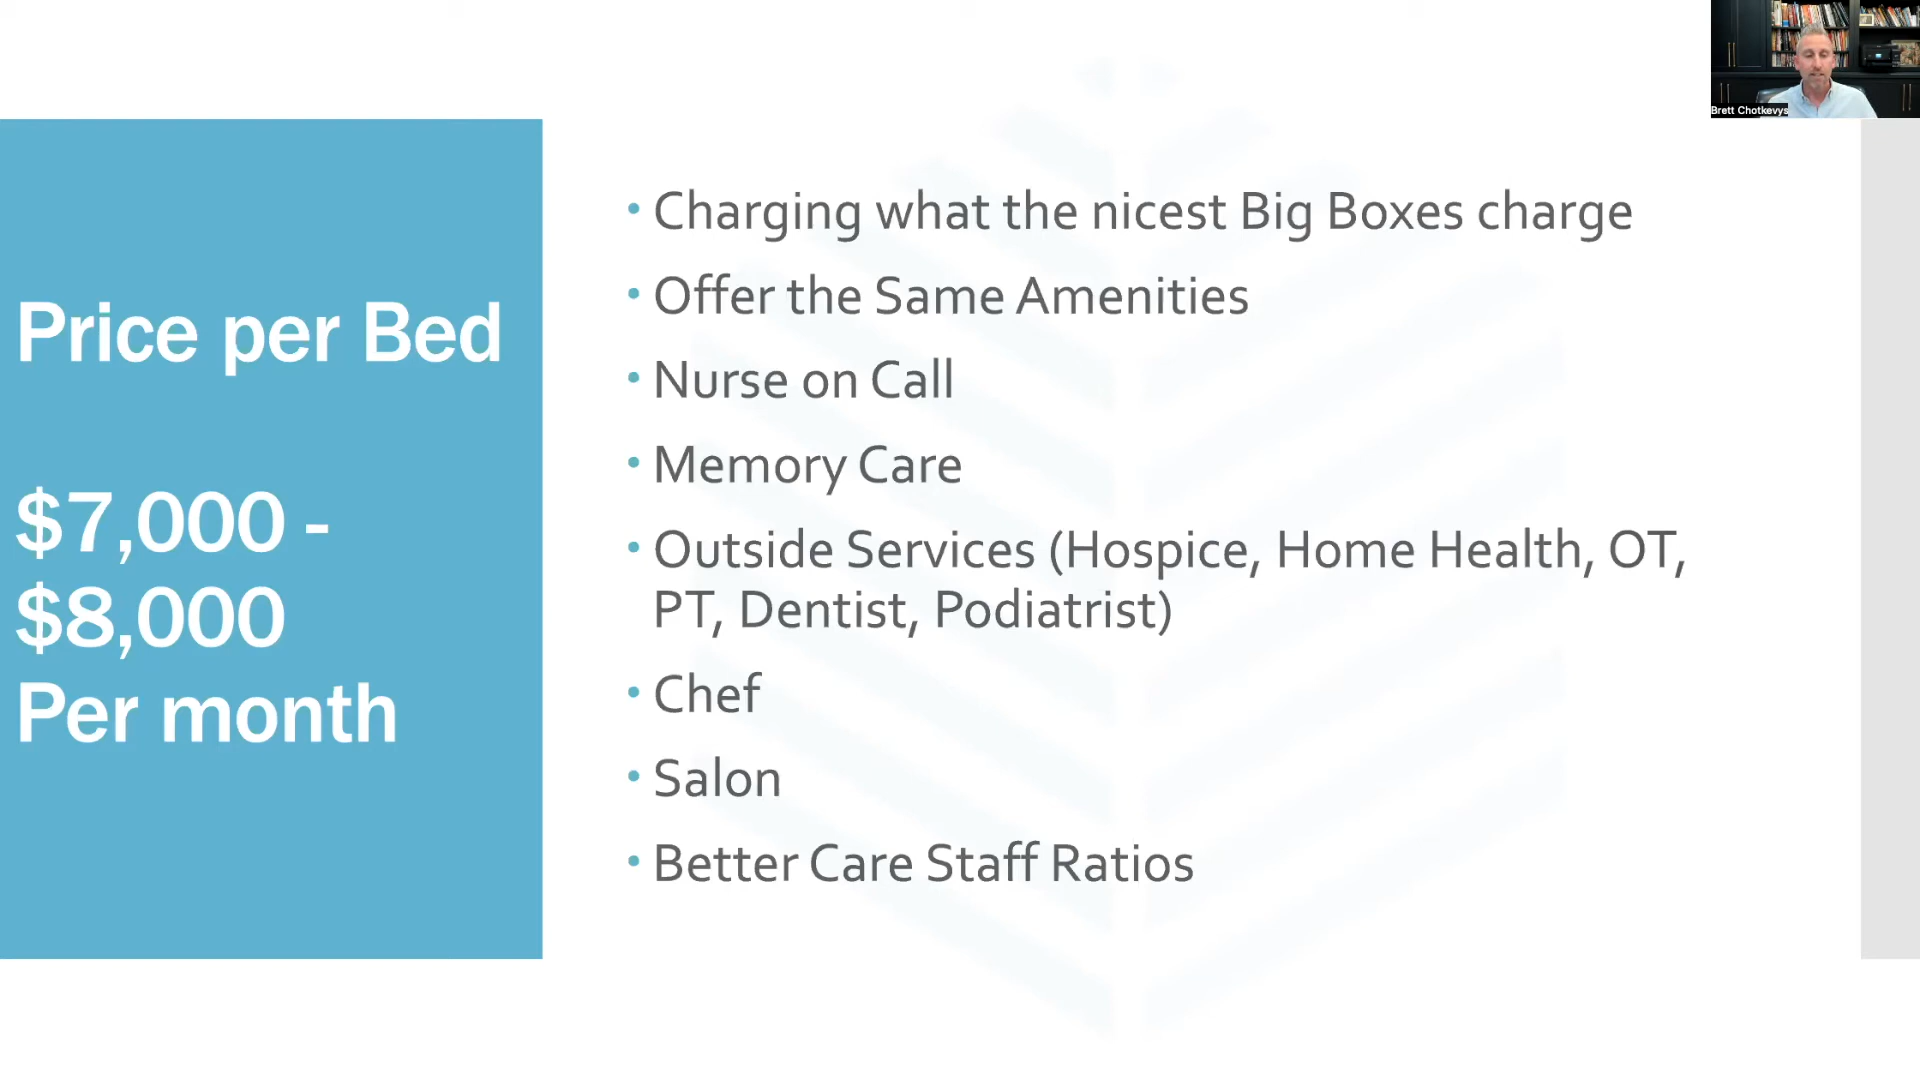 Brett Chotkevys
Price per Bed
$7,000 -
$8,000
Per month
• Charging what the nicest Big Boxes charge
• Offer the Same Amenities
• Nurse on Call
• Memory Care
• Outside Services (Hospice, Home Health, OT,
PT, Dentist, Podiatrist)
• Chef
• Salon
• Better Care Staff Ratios